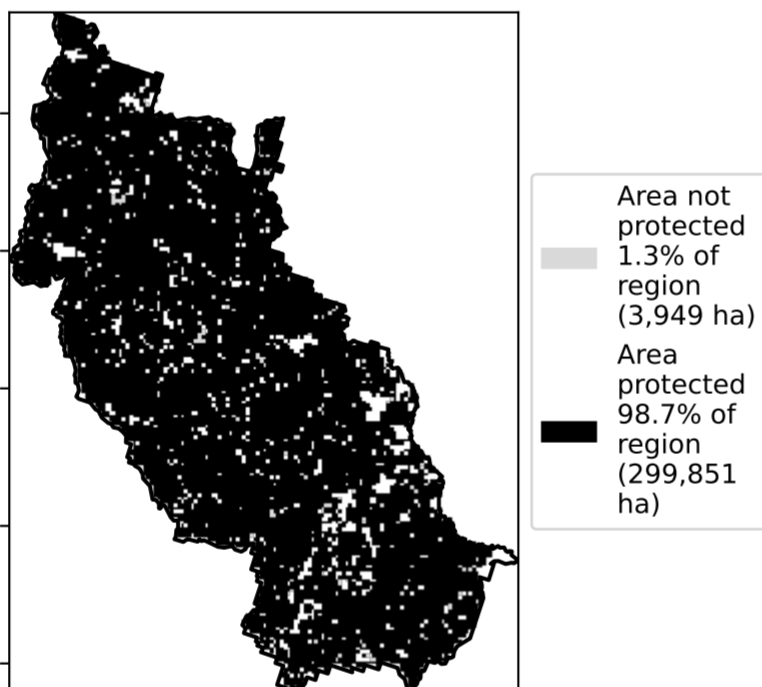 Area not
protected
1.3% of
region
(3,949 ha)
Area
protected
98.7% of
region
(299,851
ha)